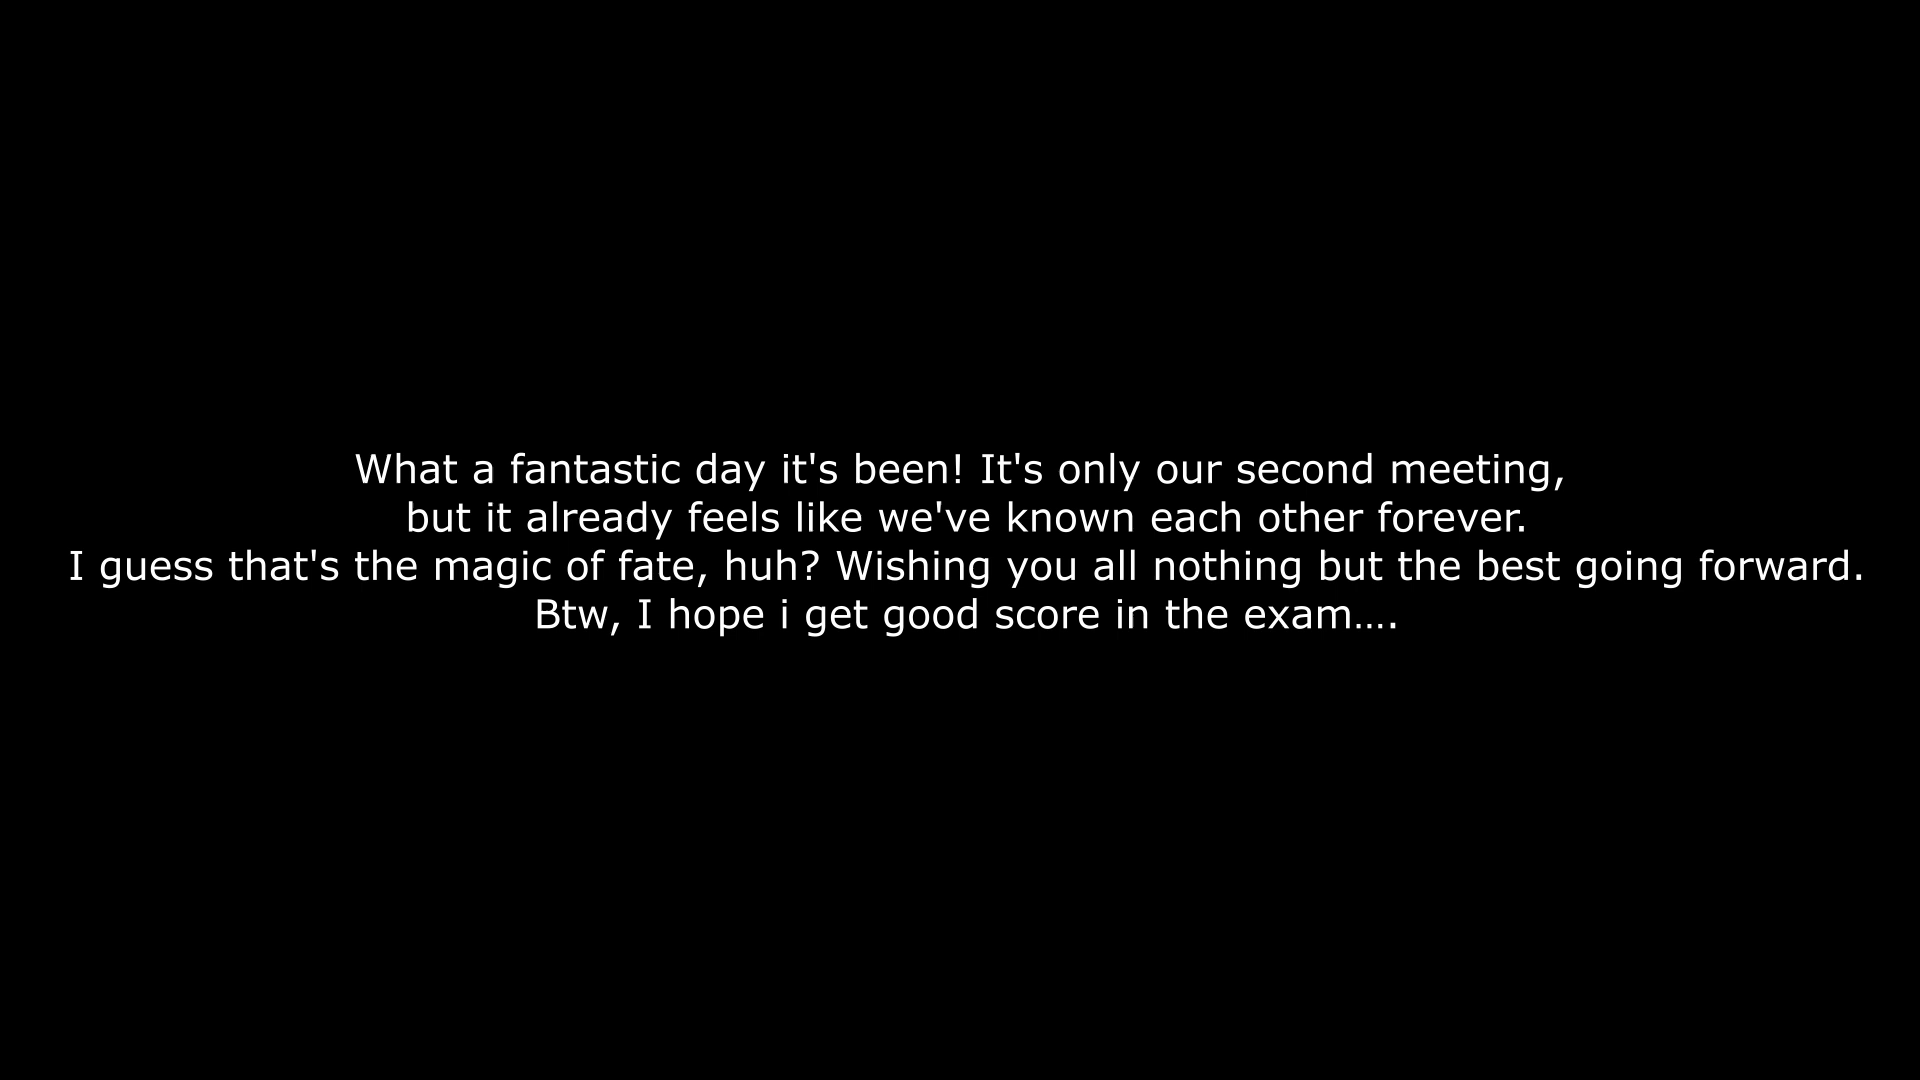 What a fantastic day it's been! It's only our second meeting,
but it already feels like we've known each other forever.
I guess that's the magic of fate, huh? Wishing you all nothing but the best going forward.
Btw, I hope i get good score in the exam….